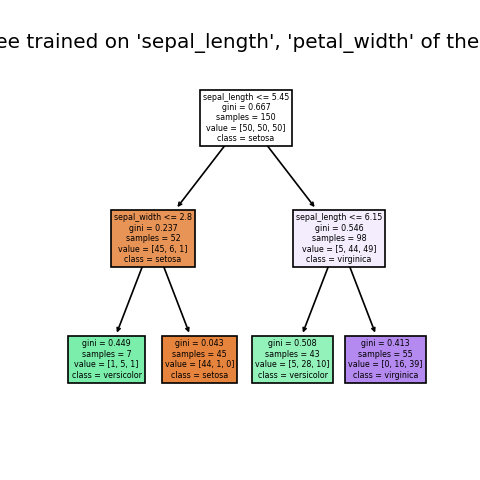 ee trained on 'sepal_length', 'petal_width' of the
sepal_length <= 5.45
gini = 0.667
samples = 150
value = [50, 50, 50]
class = setosa
sepal_width <= 2.8
gini = 0.237
samples = 52
value = [45, 6, 1]
class = setosa
sepal_length <= 6.15
gini = 0.546
samples = 98
value = [5, 44, 49]
class = virginica
gini = 0.449
samples = 7
value = [1, 5, 1]
class = versicolor
gini = 0.043
samples = 45
value = [44, 1, 0]
class = setosa
gini = 0.508
samples = 43
value = [5, 28, 10]
class = versicolor
gini = 0.413
samples = 55
value = [0, 16, 39]
class = virginica